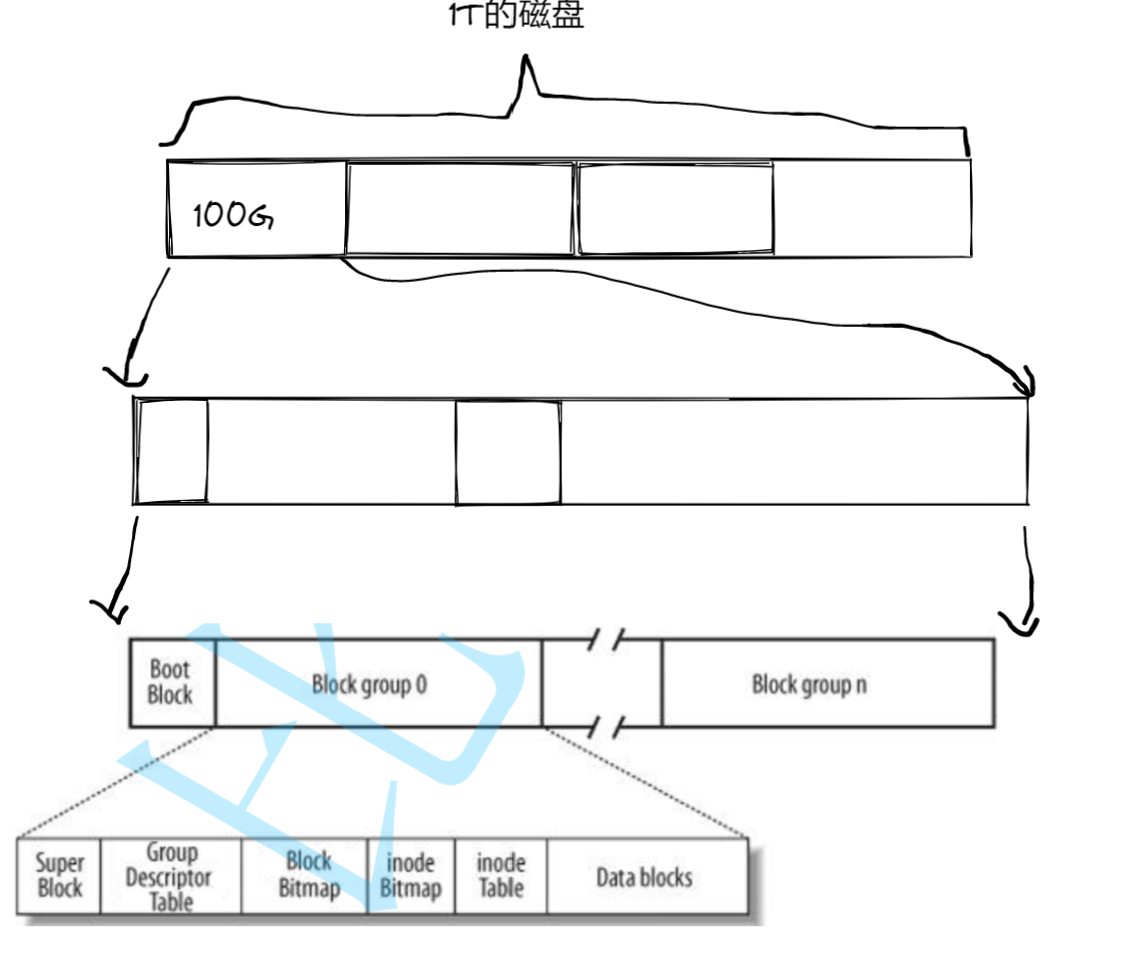 1T的磁盘
100G
Boot
Block
Block group 0
Block group n
Super
Block
Group
Descriptor
Table
Block
Bitmap
inode
Bitmap
inode
Table
Data blocks